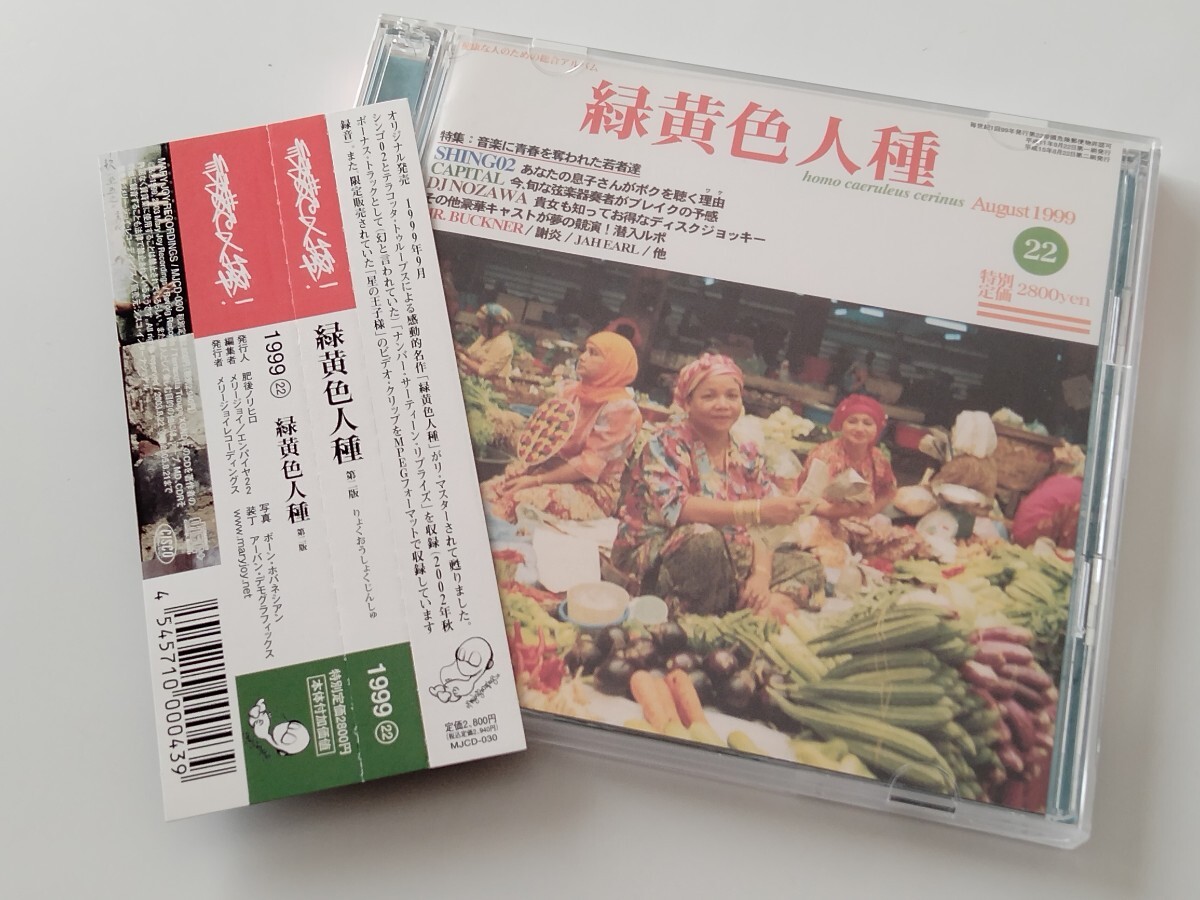 緑黄色人種
homo caeruleus cerinus
August 1999
22
特別
定価 2800yen
特集：音楽に青春を奪われた若者達
SHING02 あなたの息子さんがボクを聴く理由
ワケ
CAPITAL 今、旬な弦楽器奏者がブレイクの予感
DJ NOZAWA 貴女も知ってお得なディスクジョッキー
その他豪華キャストが夢の競演！潜入ルポ
MR. BUCKNER / 謝炎 / JAH EARL / 他
オリジナル発売 1999年9月
シンゴ02とテラコッタ・トゥループスによる感動的名作「緑黄色人種」がリ・マスターされて甦りました。
ボーナス・トラックとして(幻と言われていた)「ナンバー・サーティーン・リプライズ」を収録(2002年秋
録音)。また、限定販売されていた「星の王子様」のビデオ・クリップをMPEGフォーマットで収録しています
定価2,800円
(税込定価2,940円)
MJCD-030
緑黄色人種 第二版 りょくおうしょくじんしゅ
1999 22
特別定価2800円
本体付加価値
1999 22 緑黄色人種 第二版
発行人 肥後ノリヒロ
編集者 メリージョイ／エンパイヤ22
発行者 メリージョイレコーディングス
写真 ボーン・ホバネシアン
装丁 アーバン・デモグラフィックス
www.maryjoy.net
MARY JOY RECORDINGS / MJCD-030
4 545710 000439